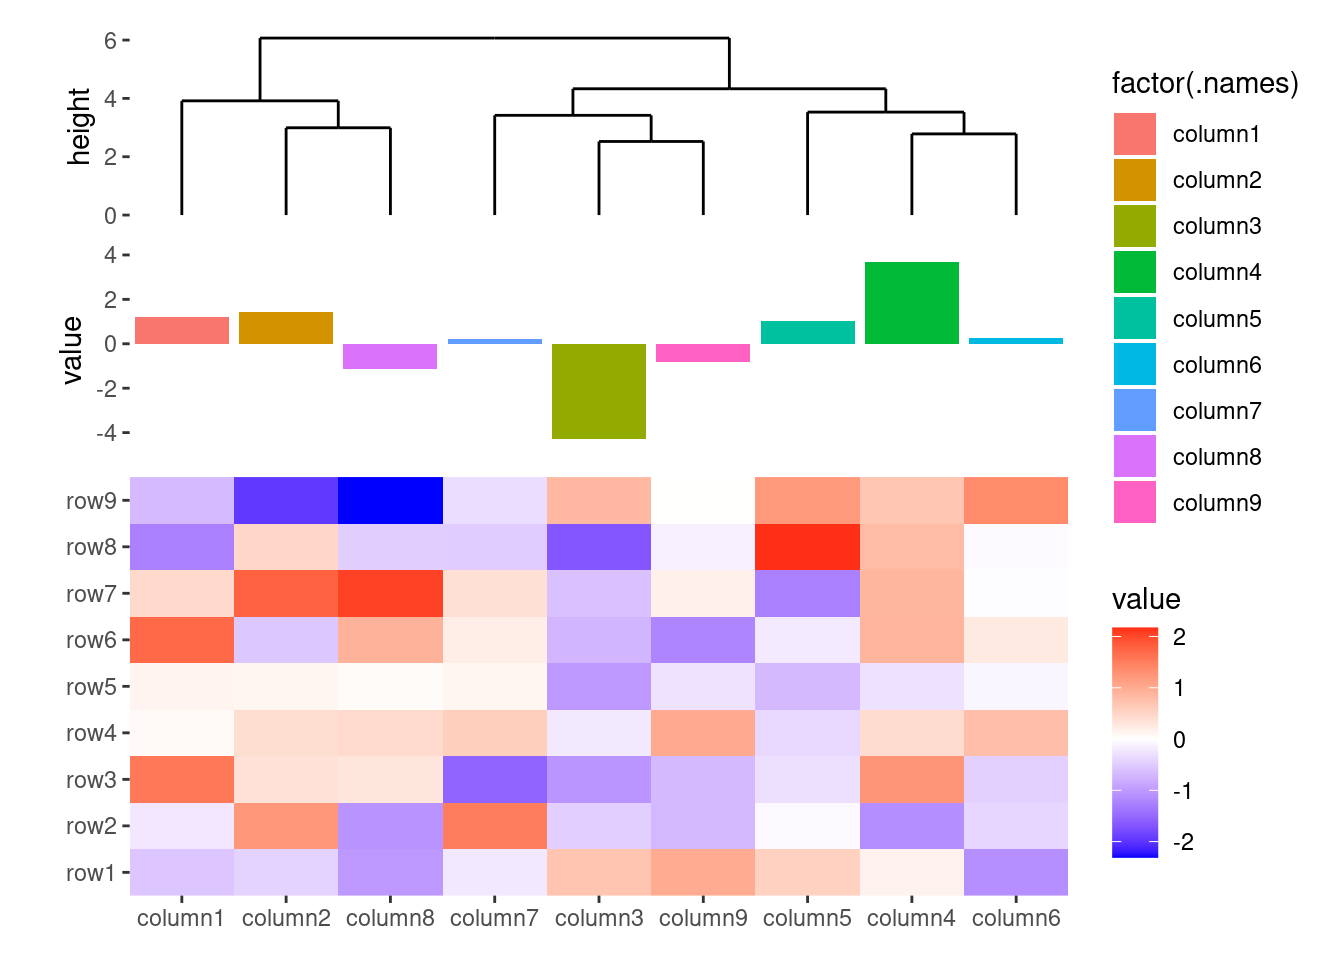 6
4
2
0
height
4
2
0
-2
-4
value
row9
row8
row7
row6
row5
row4
row3
row2
row1
column1 column2 column8 column7 column3 column9 column5 column4 column6
factor(.names)
column1
column2
column3
column4
column5
column6
column7
column8
column9
value
2
1
0
-1
-2